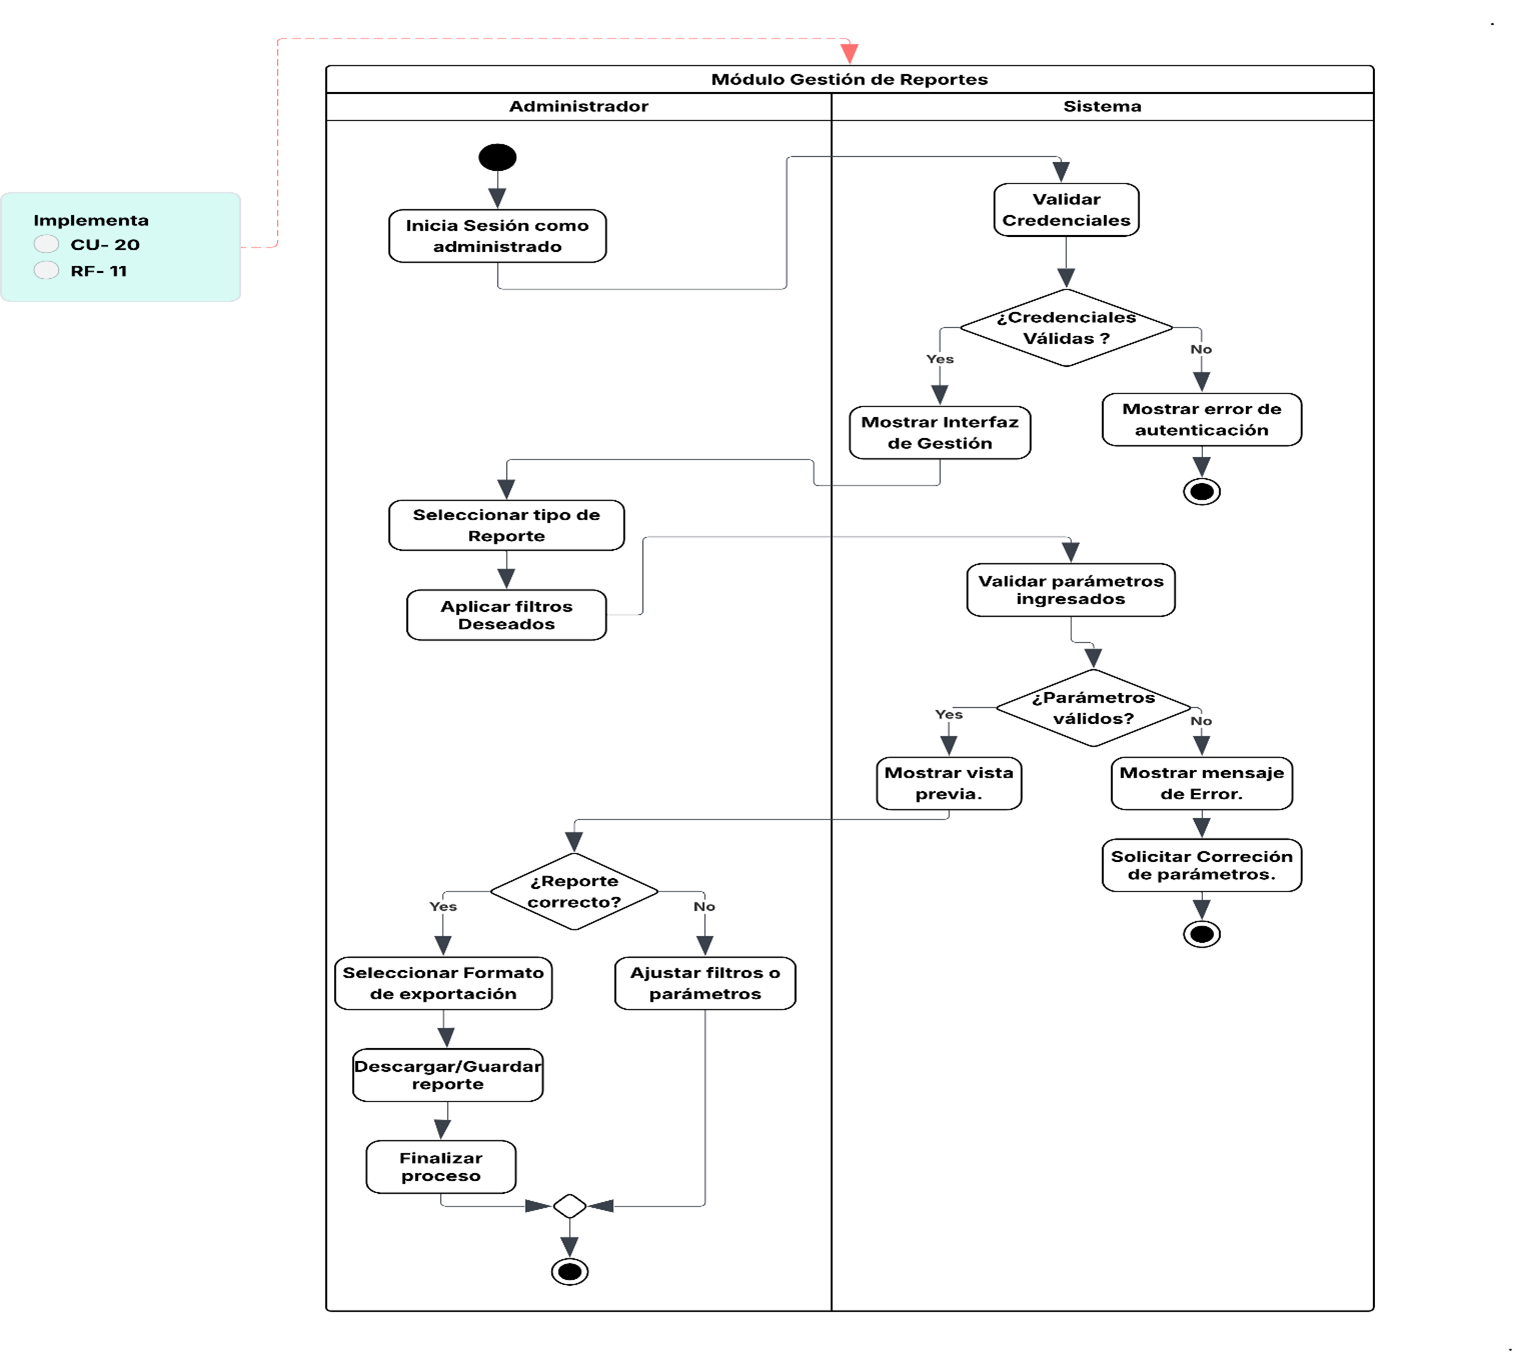 Módulo Gestión de Reportes
Administrador
Sistema
Implementa
CU- 20
RF- 11
Inicia Sesión como
administrado
Validar
Credenciales
¿Credenciales
Válidas ?
Yes
No
Mostrar Interfaz
de Gestión
Mostrar error de
autenticación
Seleccionar tipo de
Reporte
Aplicar filtros
Deseados
Validar parámetros
ingresados
¿Parámetros
válidos?
Yes
No
Mostrar vista
previa.
Mostrar mensaje
de Error.
Solicitar Correción
de parámetros.
¿Reporte
correcto?
Yes
No
Seleccionar Formato
de exportación
Ajustar filtros o
parámetros
Descargar/Guardar
reporte
Finalizar
proceso